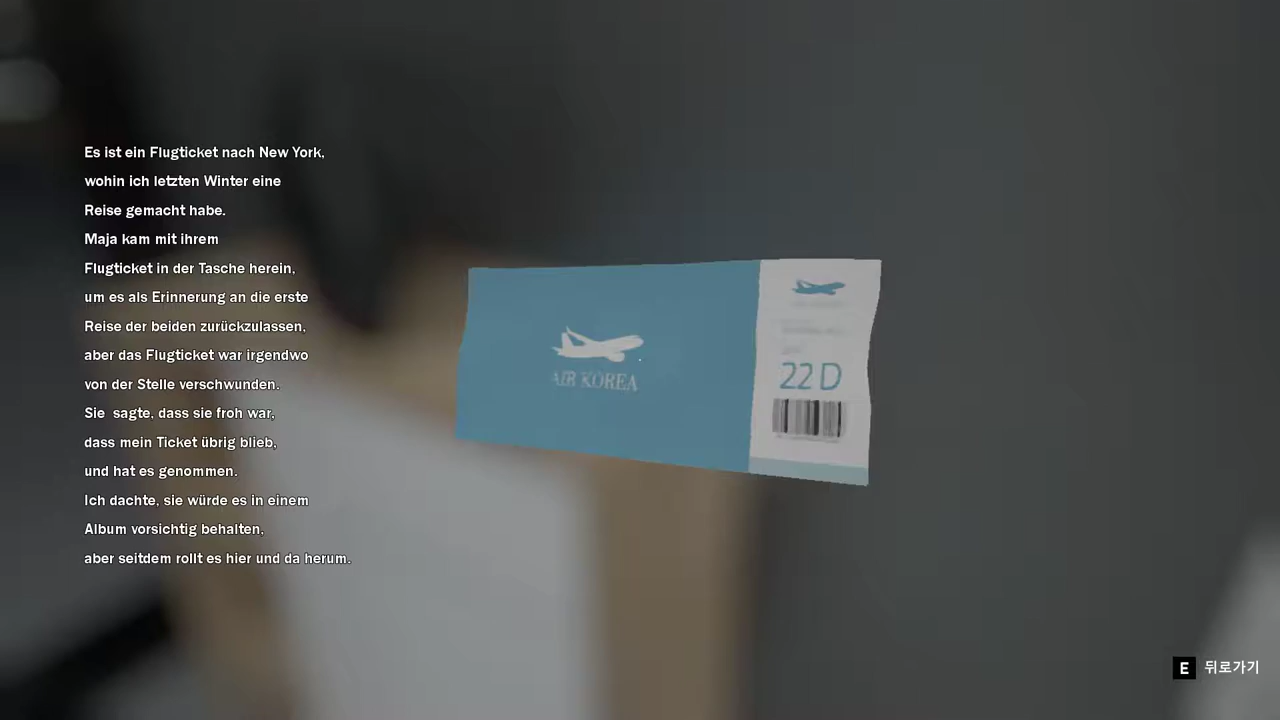 Es ist ein Flugticket nach New York,
wohin ich letzten Winter eine
Reise gemacht habe.
Maja kam mit ihrem
Flugticket in der Tasche herein,
um es als Erinnerung an die erste
Reise der beiden zurückzulassen,
aber das Flugticket war irgendwo
von der Stelle verschwunden.
Sie  sagte, dass sie froh war,
dass mein Ticket übrig blieb,
und hat es genommen.
Ich dachte, sie würde es in einem
Album vorsichtig behalten,
aber seitdem rollt es hier und da herum.
AIR KOREA
22D
E 뒤로가기